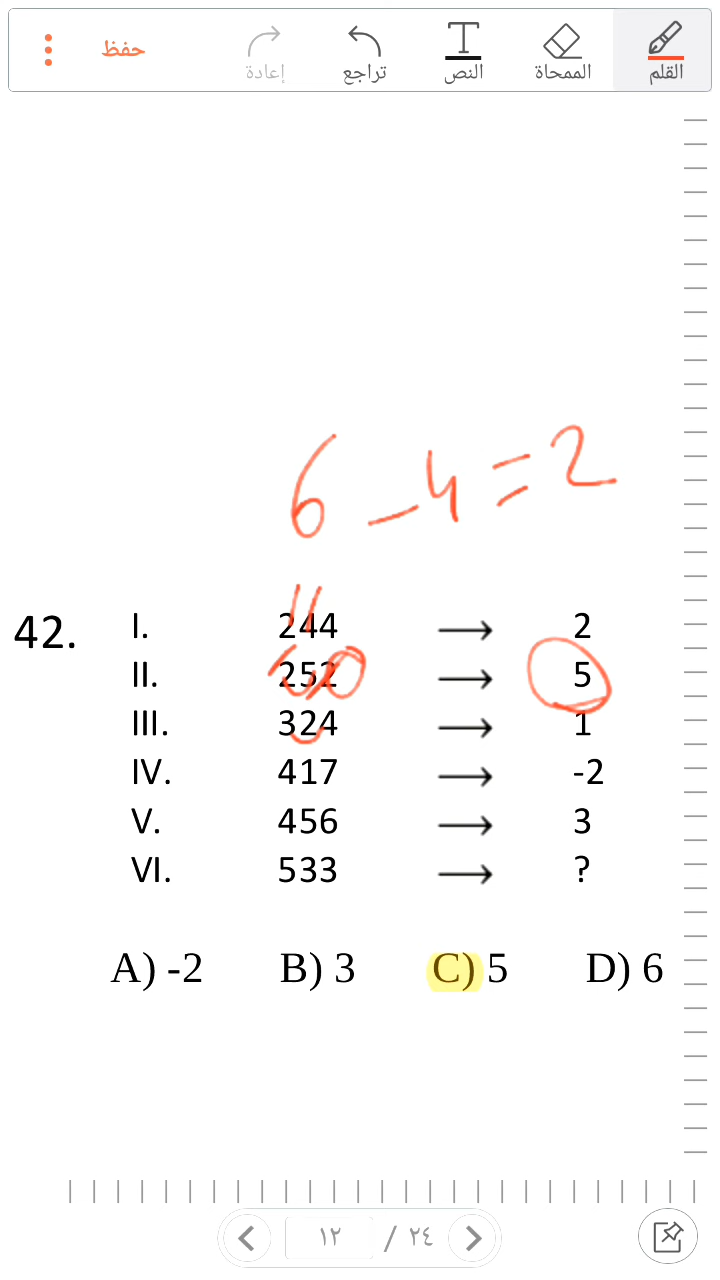 حفظ إعادة تراجع النص الممحاة القلم
6 - 4 = 2
42. I. 244 → 2
II. 252 → 5
III. 324 → 1
IV. 417 → -2
V. 456 → 3
VI. 533 → ?
A) -2 B) 3 C) 5 D) 6
١٢ / ٢٤